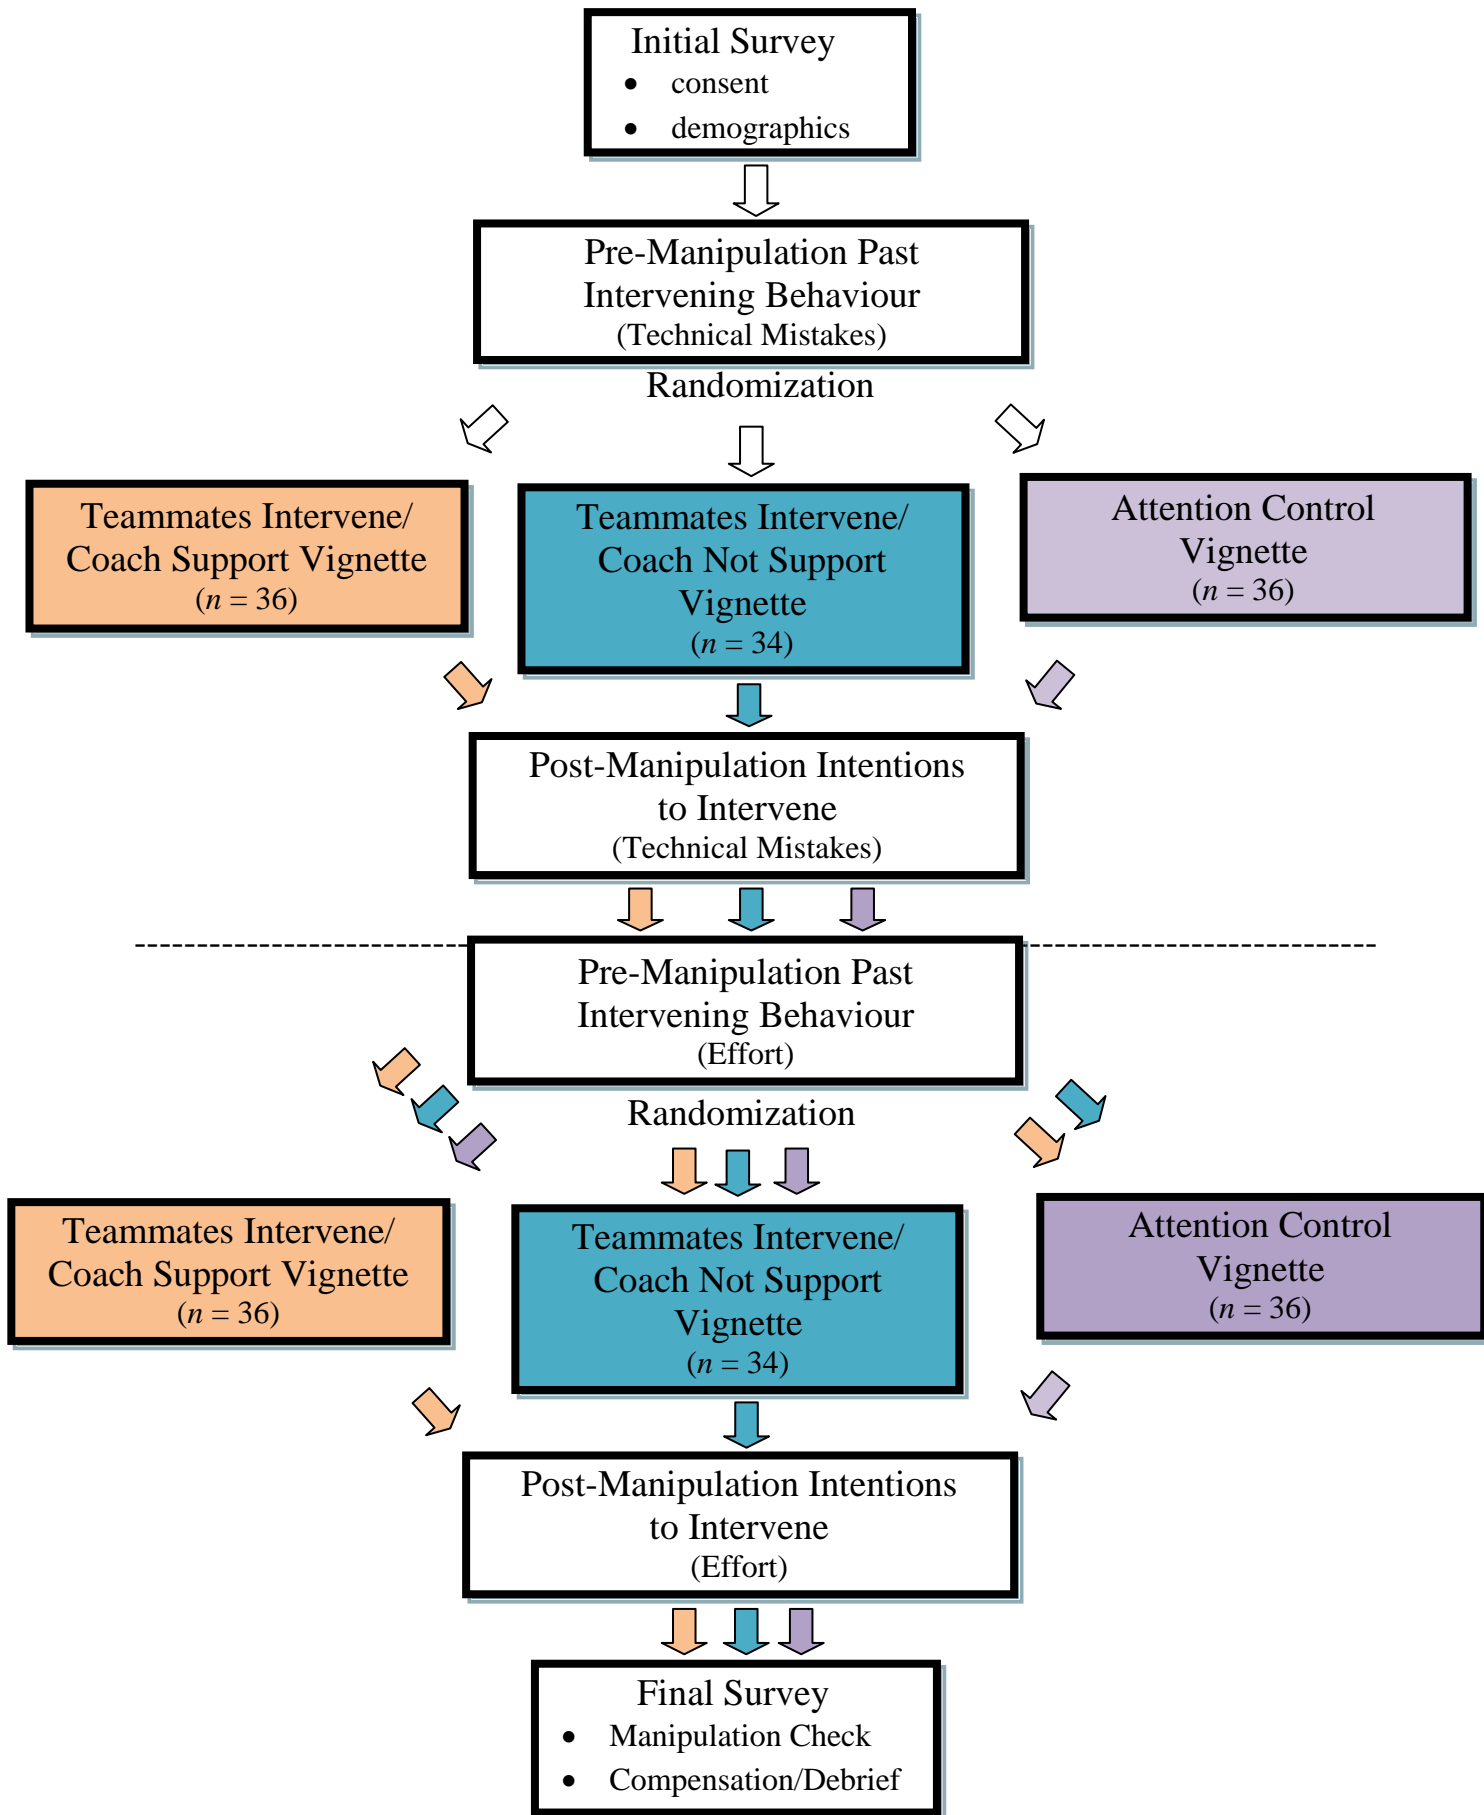 Initial Survey
• consent
• demographics
Pre-Manipulation Past
Intervening Behaviour
(Technical Mistakes)
Randomization
Teammates Intervene/
Coach Support Vignette
(n = 36)
Teammates Intervene/
Coach Not Support
Vignette
(n = 34)
Attention Control
Vignette
(n = 36)
Post-Manipulation Intentions
to Intervene
(Technical Mistakes)
Pre-Manipulation Past
Intervening Behaviour
(Effort)
Randomization
Teammates Intervene/
Coach Support Vignette
(n = 36)
Teammates Intervene/
Coach Not Support
Vignette
(n = 34)
Attention Control
Vignette
(n = 36)
Post-Manipulation Intentions
to Intervene
(Effort)
Final Survey
• Manipulation Check
• Compensation/Debrief